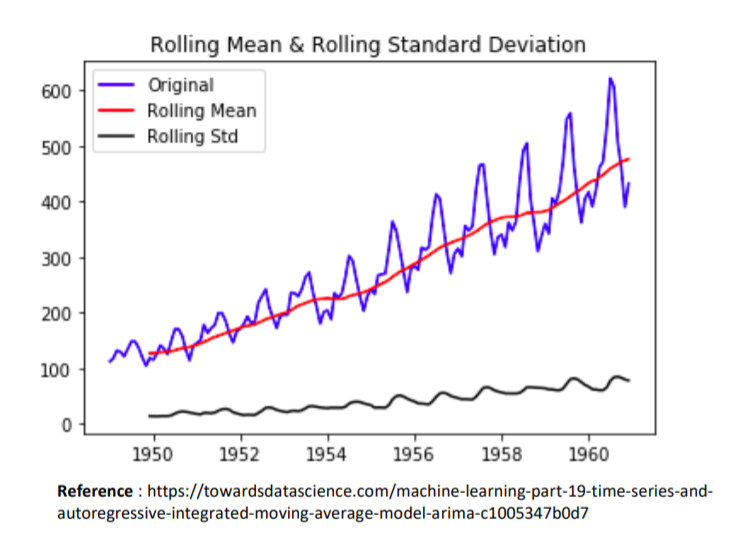 Rolling Mean & Rolling Standard Deviation
Original
Rolling Mean
Rolling Std
600
500
400
300
200
100
0
1950 1952 1954 1956 1958 1960
Reference : https://towardsdatascience.com/machine-learning-part-19-time-series-and-
autoregressive-integrated-moving-average-model-arima-c1005347b0d7